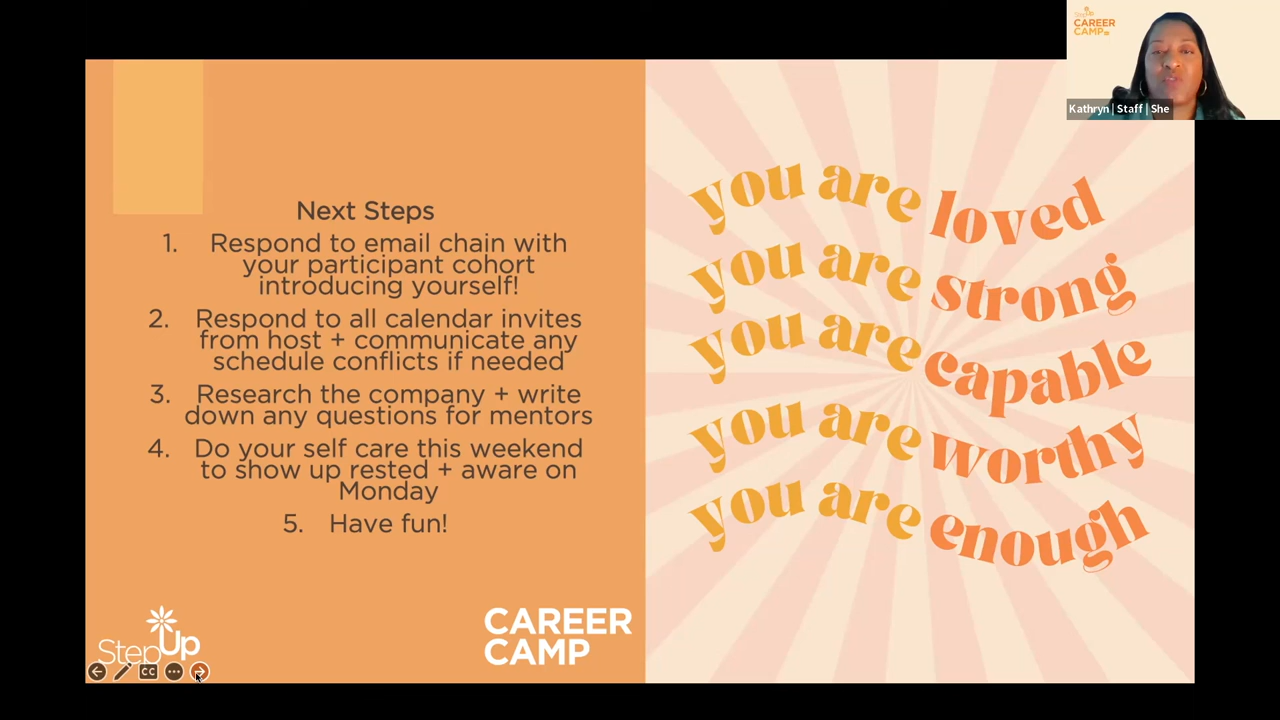 Step Up
CAREER
CAMP
Kathryn | Staff | She
Next Steps
1. Respond to email chain with
your participant cohort
introducing yourself!
2. Respond to all calendar invites
from host + communicate any
schedule conflicts if needed
3. Research the company + write
down any questions for mentors
4. Do your self care this weekend
to show up rested + aware on
Monday
5. Have fun!
you are loved
you are strong
you are capable
you are worthy
you are enough
StepUp
CAREER
CAMP
CC